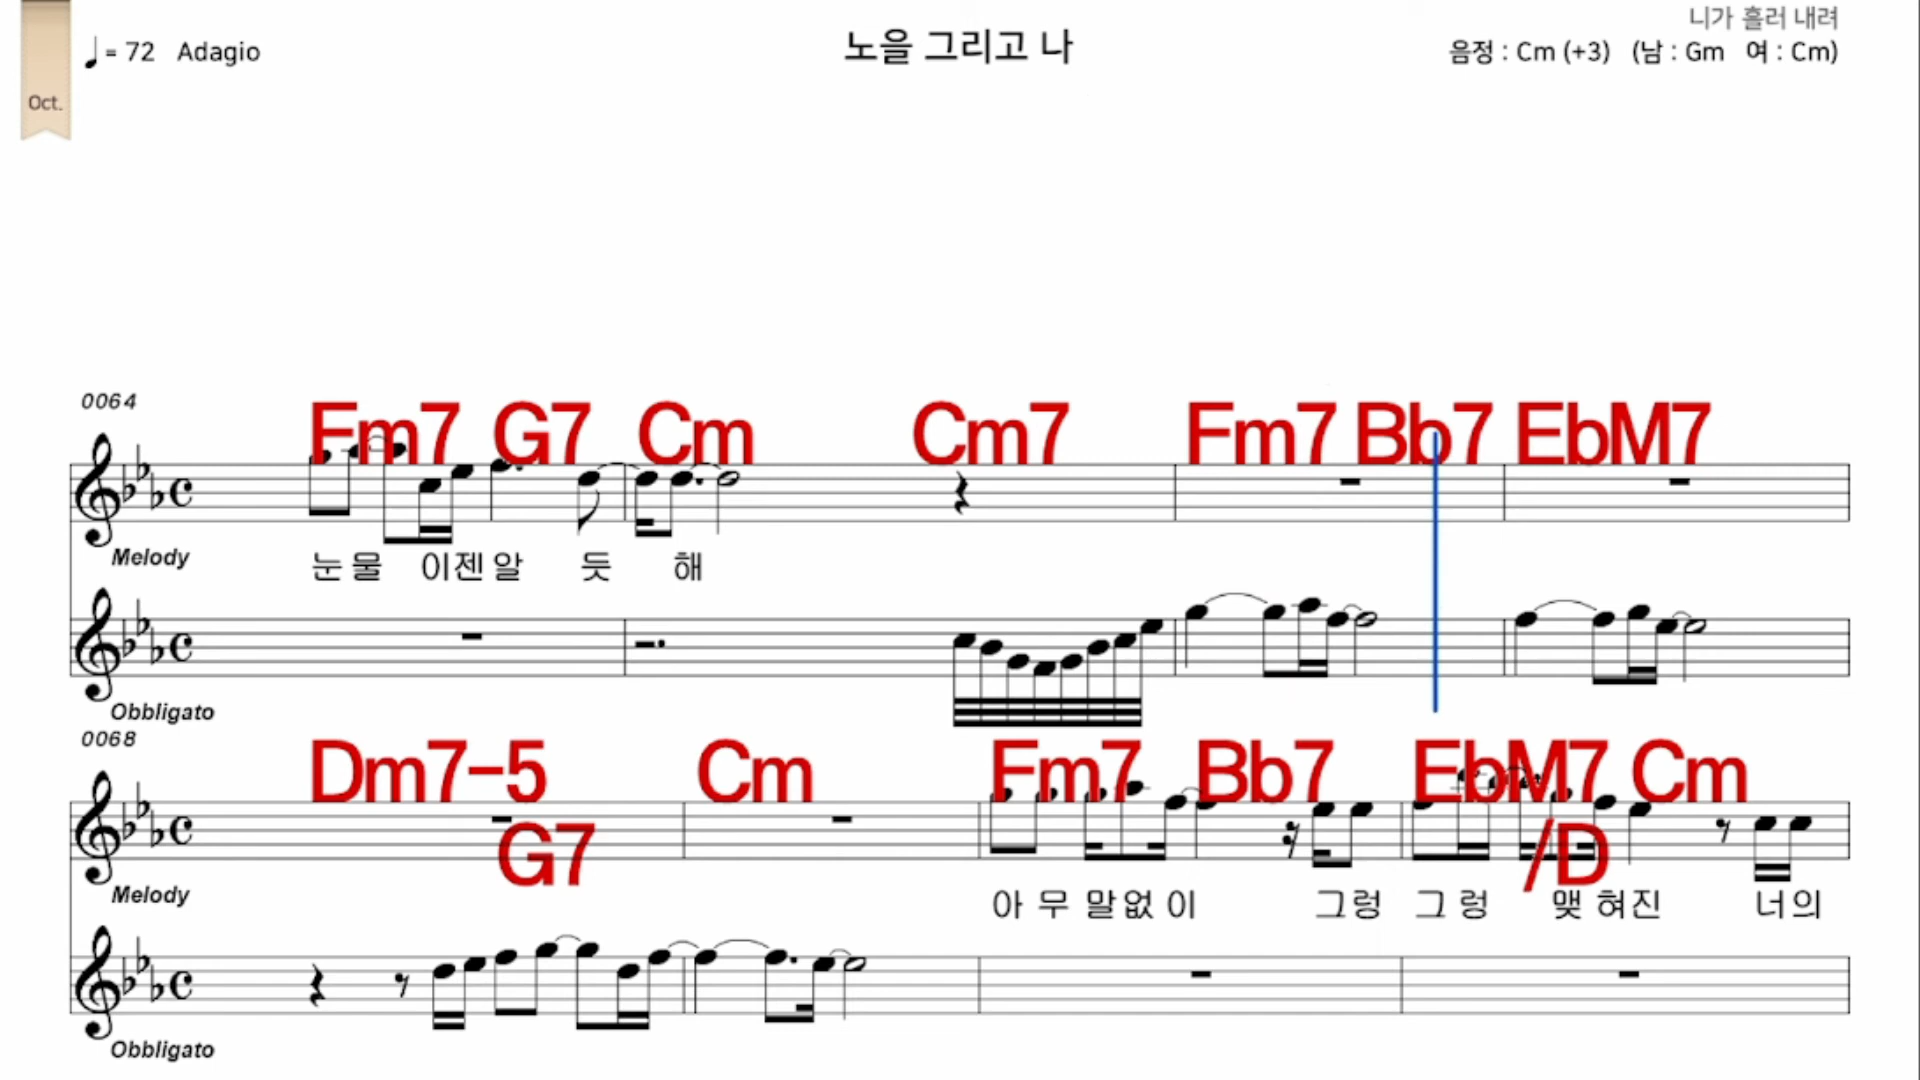 니가 흘러 내려
= 72 Adagio
노을 그리고 나
음정 : Cm (+3) (남 : Gm 여 : Cm)
Oct.
0064
Fm7 G7 Cm Cm7 Fm7 Bb7 EbM7
Melody
눈 물 이젠 알 듯 해
Obbligato
0068
Dm7-5 Cm Fm7 Bb7 EbM7 Cm
G7 /D
Melody
아 무 말 없 이 그렁 그 렁 맺 혀진 너의
Obbligato